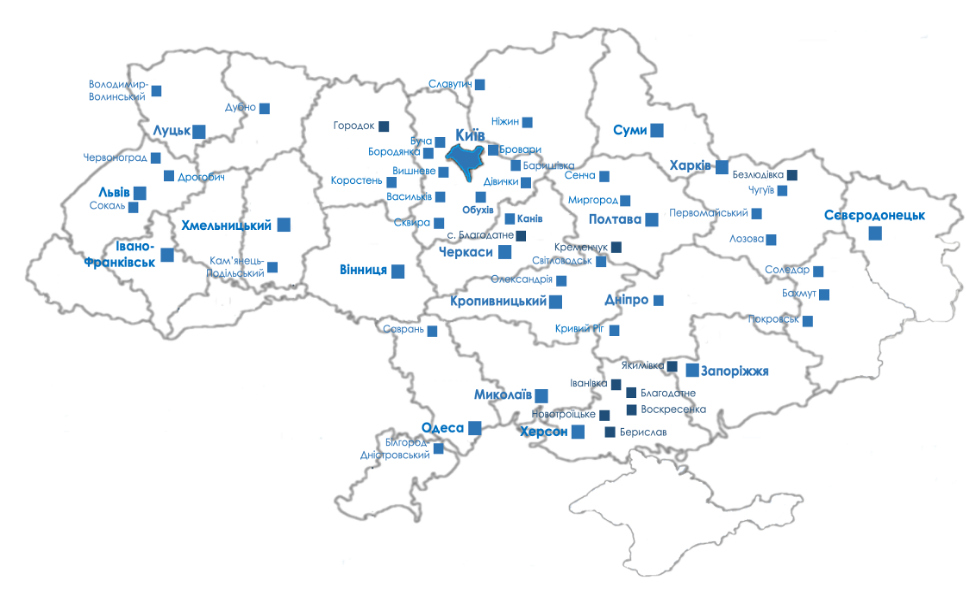 Володимир-
Волинський
Славутич
Дубно
Городок
Ніжин
Луцьк
Київ
Суми
Буча
Бородянка
Бровари
Червоноград
Баришівка
Харків
Дрогобич
Вишневе
Сенча
Безлюдівка
Коростень
Дівички
Чугуїв
Львів
Сокаль
Васильків
Обухів
Миргород
Хмельницький
Сквира
Канів
Полтава
Первомайський
Сєвєродонецьк
с. Благодатне
Івано-
Франківськ
Черкаси
Кременчук
Лозова
Кам’янець-
Подільський
Вінниця
Світловодськ
Соледар
Олександрія
Бахмут
Кропивницький
Дніпро
Покровськ
Саврань
Кривий Ріг
Якимівка
Запоріжжя
Іванівка
Миколаїв
Благодатне
Новотроїцьке
Воскресенка
Одеса
Херсон
Берислав
Білгород-
Дністровський